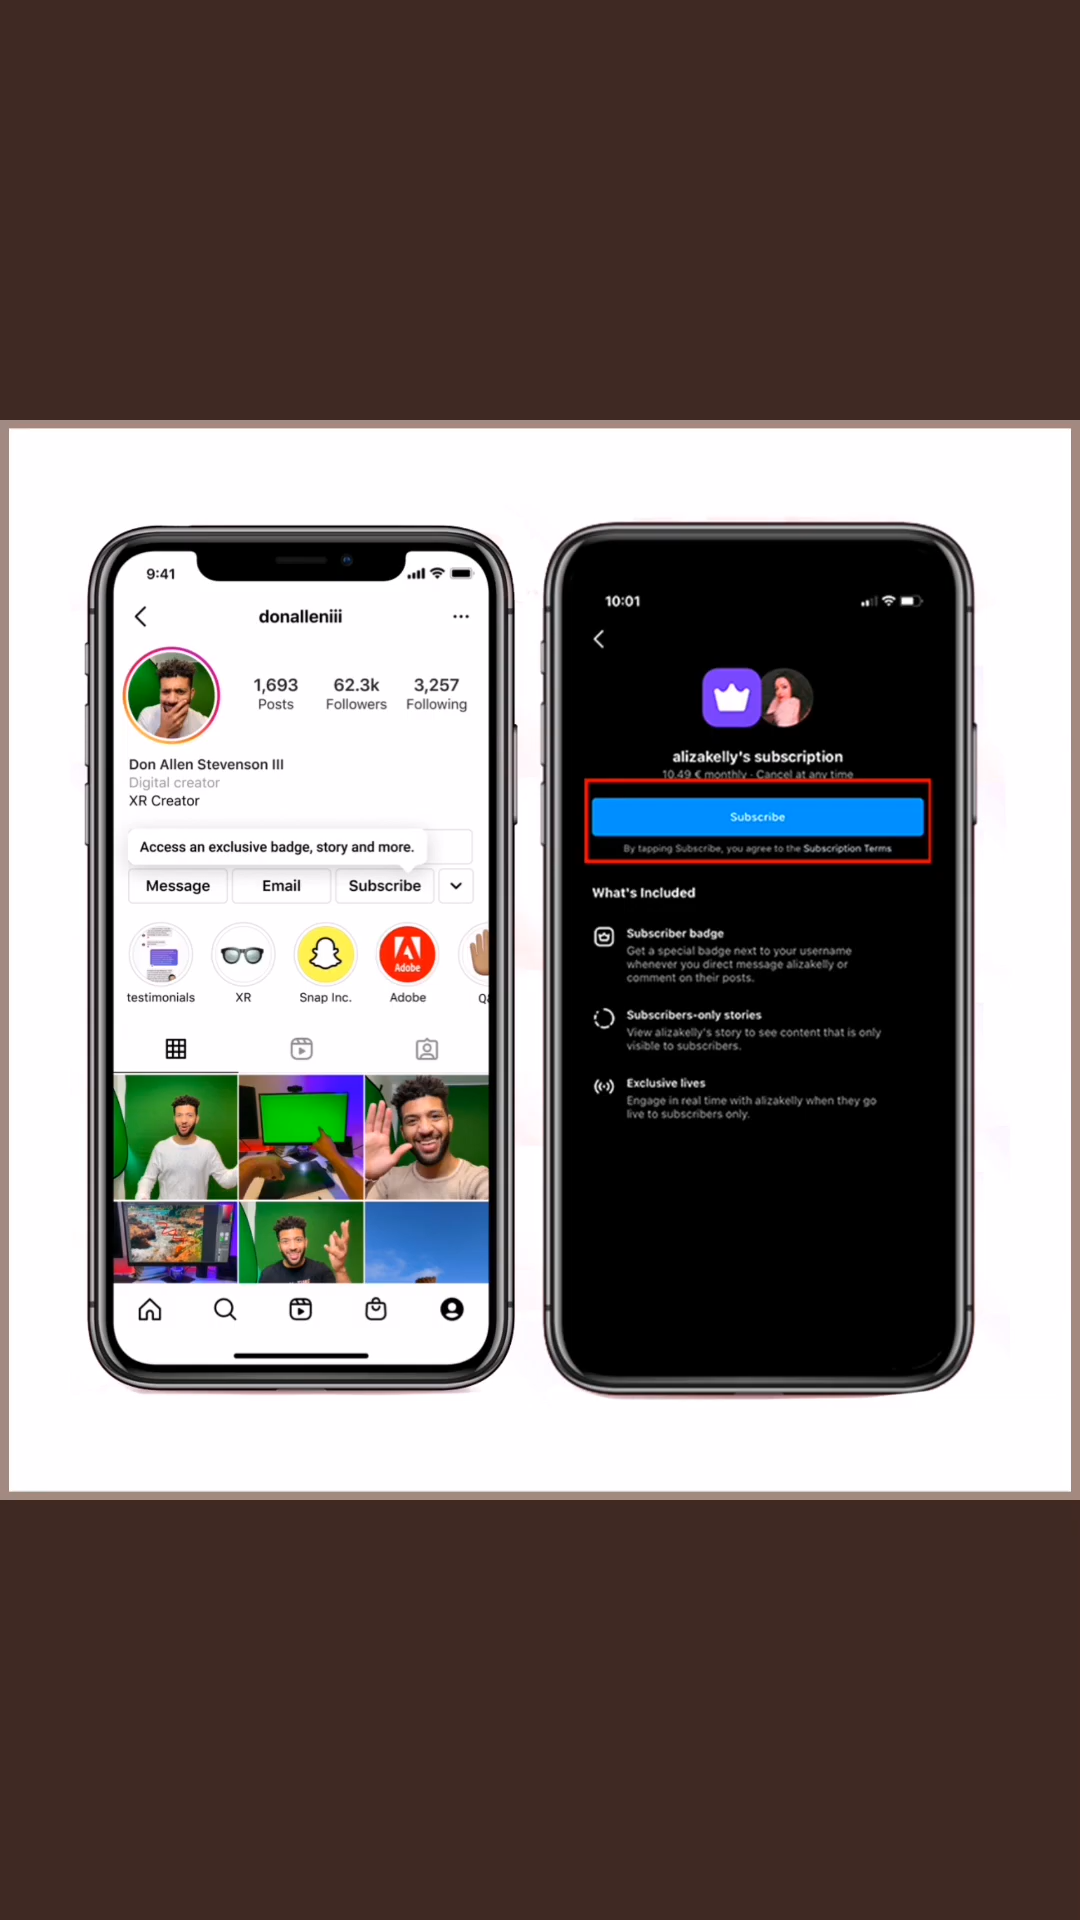 9:41
donalleniii
1,693
Posts
62.3k
Followers
3,257
Following
Don Allen Stevenson III
Digital creator
XR Creator
Access an exclusive badge, story and more.
Message
Email
Subscribe
Adobe
testimonials
XR
Snap Inc.
Adobe
10:01
alizakelly's subscription
10.49 € monthly · Cancel at any time
Subscribe
By tapping Subscribe, you agree to the Subscription Terms
What's Included
Subscriber badge
Get a special badge next to your username
whenever you direct message alizakelly or
comment on their posts.
Subscribers-only stories
View alizakelly's story to see content that is only
visible to subscribers.
Exclusive lives
Engage in real time with alizakelly when they go
live to subscribers only.